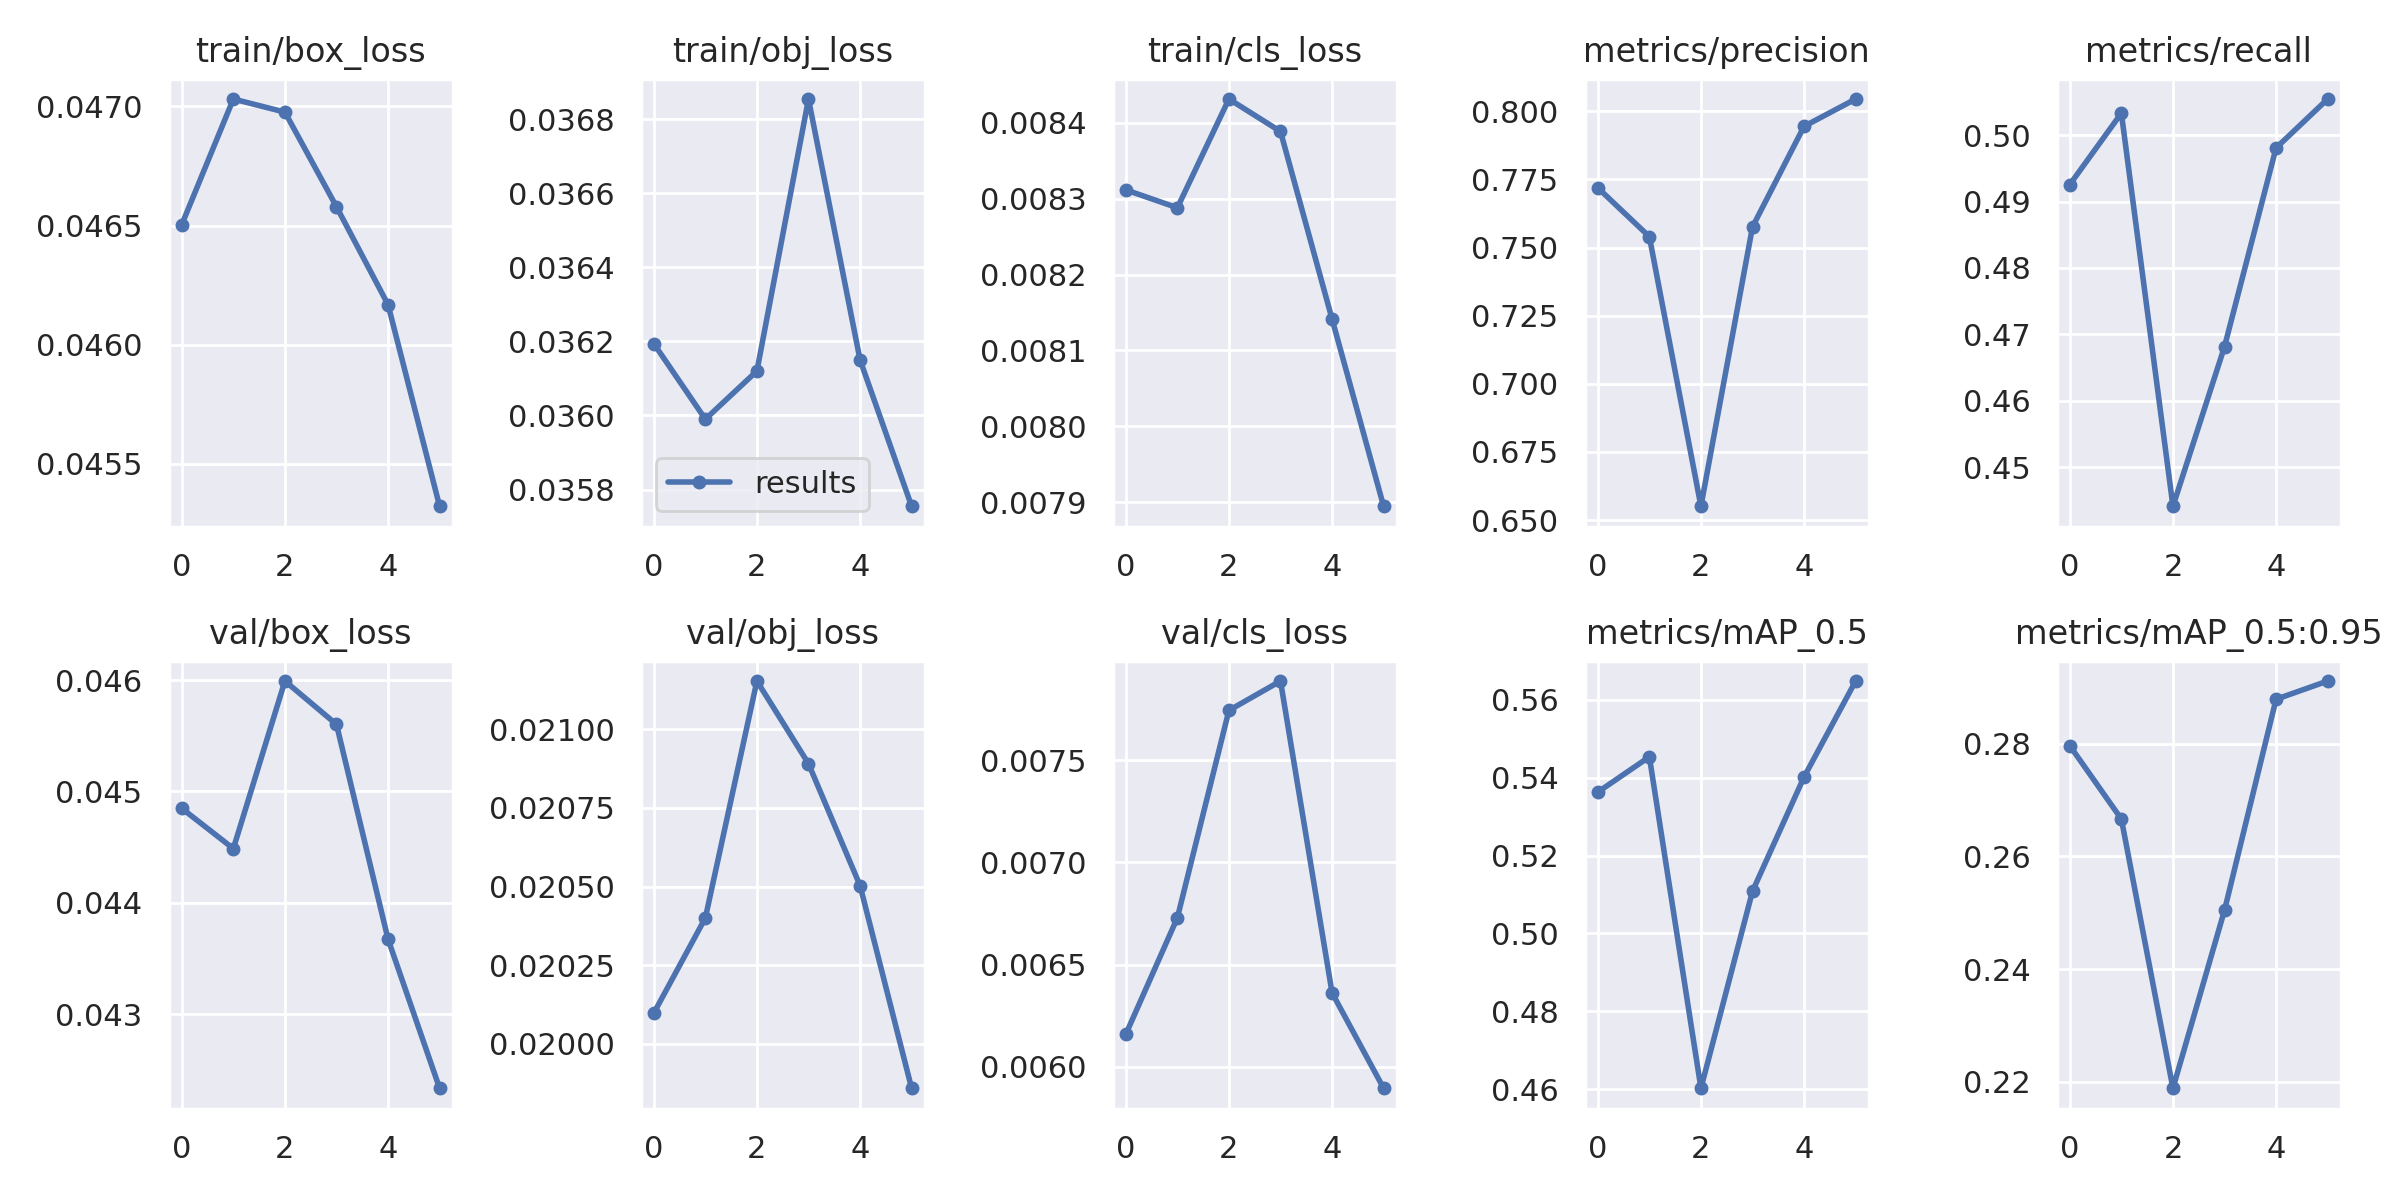 train/box_loss
0.0470
0.0465
0.0460
0.0455
0 2 4
train/obj_loss
0.0368
0.0366
0.0364
0.0362
0.0360
0.0358
results
0 2 4
train/cls_loss
0.0084
0.0083
0.0082
0.0081
0.0080
0.0079
0 2 4
metrics/precision
0.800
0.775
0.750
0.725
0.700
0.675
0.650
0 2 4
metrics/recall
0.50
0.49
0.48
0.47
0.46
0.45
0 2 4
val/box_loss
0.046
0.045
0.044
0.043
0 2 4
val/obj_loss
0.02100
0.02075
0.02050
0.02025
0.02000
0 2 4
val/cls_loss
0.0075
0.0070
0.0065
0.0060
0 2 4
metrics/mAP_0.5
0.56
0.54
0.52
0.50
0.48
0.46
0 2 4
metrics/mAP_0.5:0.95
0.28
0.26
0.24
0.22
0 2 4